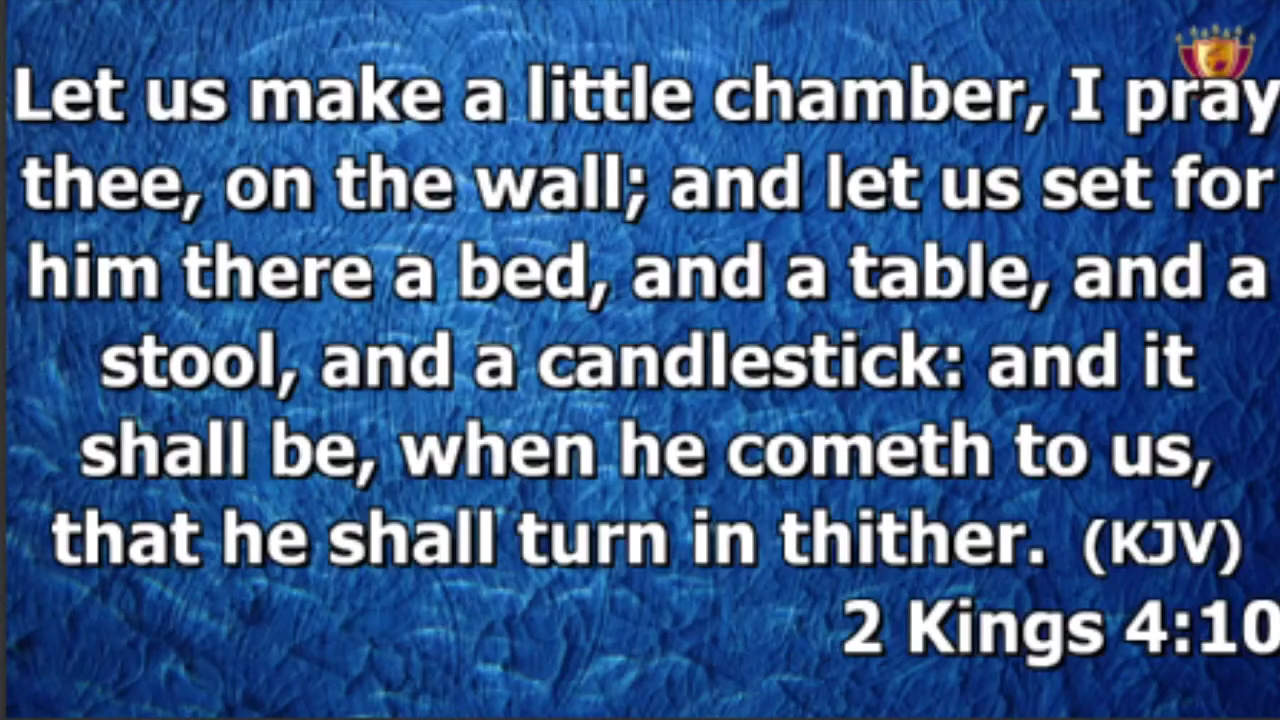 Let us make a little chamber, I pray
thee, on the wall; and let us set for
him there a bed, and a table, and a
stool, and a candlestick: and it
shall be, when he cometh to us,
that he shall turn in thither. (KJV)
2 Kings 4:10